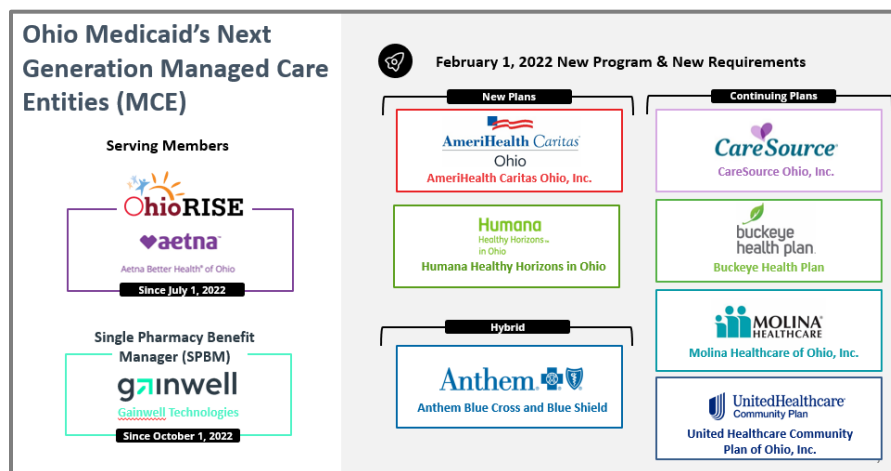 Ohio Medicaid's Next
Generation Managed Care
Entities (MCE)
Serving Members
OhioRISE
aetna™
Aetna Better Health® of Ohio
Since July 1, 2022
Single Pharmacy Benefit
Manager (SPBM)
gainwell
Gainwell Technologies
Since October 1, 2022
February 1, 2022 New Program & New Requirements
New Plans
AmeriHealth Caritas®
Ohio
AmeriHealth Caritas Ohio, Inc.
Humana
Healthy Horizons™
in Ohio
Humana Healthy Horizons in Ohio
Hybrid
Anthem
Anthem Blue Cross and Blue Shield
Continuing Plans
CareSource®
CareSource Ohio, Inc.
buckeye
health plan.
Buckeye Health Plan
MOLINA®
HEALTHCARE
Molina Healthcare of Ohio, Inc.
UnitedHealthcare®
Community Plan
United Healthcare Community
Plan of Ohio, Inc.